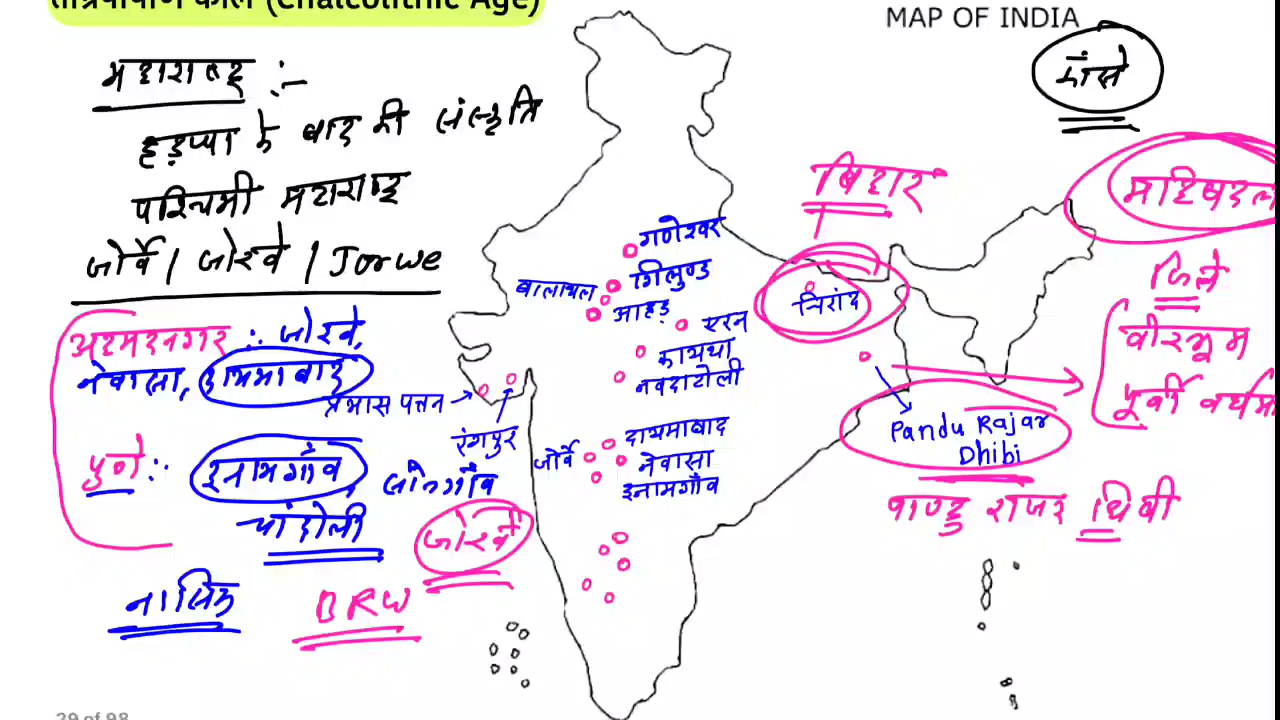 ताम्रपाषाण काल (Chalcolithic Age)
MAP OF INDIA
महाराष्ट्र :-
हड़प्पा के बाद की संस्कृति
पश्चिमी महाराष्ट्र
जोर्वे / जोरवे / Jorwe
अहमदनगर : जोरवे,
नेवासा, दायमाबाद
पुणे : इनामगाँव, सोनगाँव
चांदोली
नासिक
BRW
जोरवे
गणेश्वर
गिलुण्ड
बालाथल
आहड़
एरन
कायथा
नवदाटोली
प्रभास पत्तन
रंगपुर
दायमाबाद
जोर्वे
नेवासा
इनामगाँव
बिहार
चिरांद
Pandu Rajar
Dhibi
पाण्डु राजर धिबी
कांसे
महिषदल
जिले
वीरभूम
पूर्वी
29 of 98